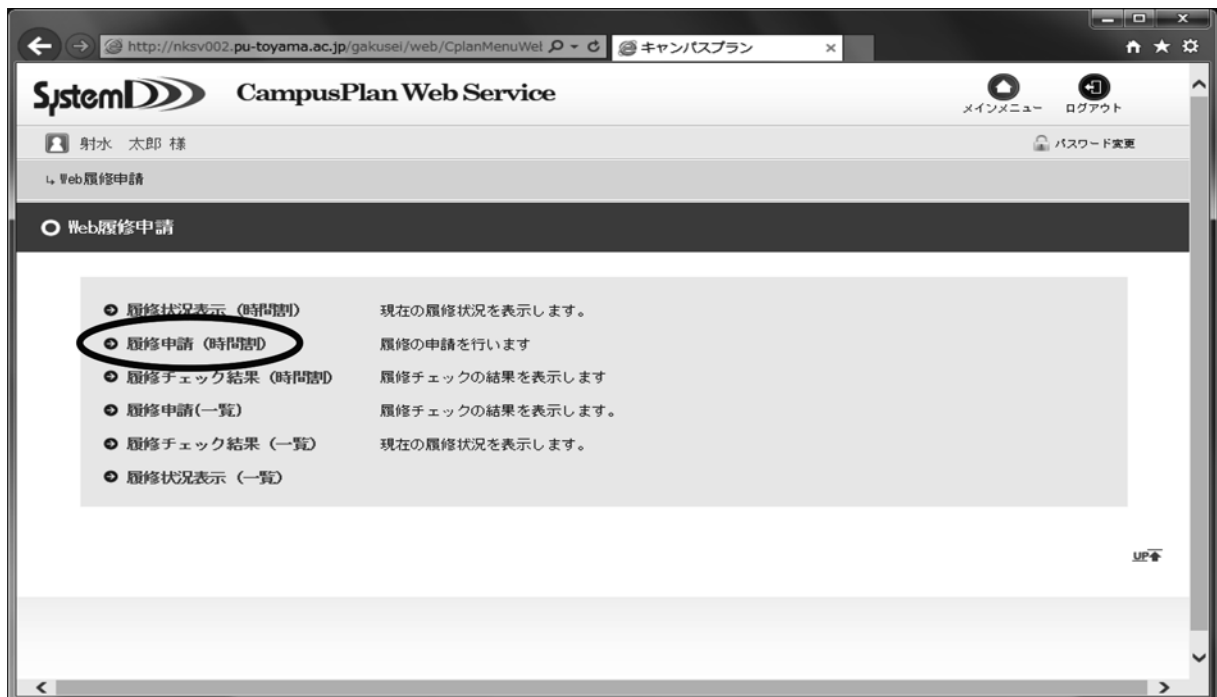 http://nksv002.pu-toyama.ac.jp/gakusei/web/CplanMenuWel
キャンパスプラン
SystemD
CampusPlan Web Service
メインメニュー
ログアウト
射水 太郎 様
パスワード変更
Web履修申請
Web履修申請
履修状況表示（時間割） 現在の履修状況を表示します。
履修申請（時間割） 履修の申請を行います
履修チェック結果（時間割） 履修チェックの結果を表示します
履修申請(一覧) 履修チェックの結果を表示します。
履修チェック結果（一覧） 現在の履修状況を表示します。
履修状況表示（一覧）
UP